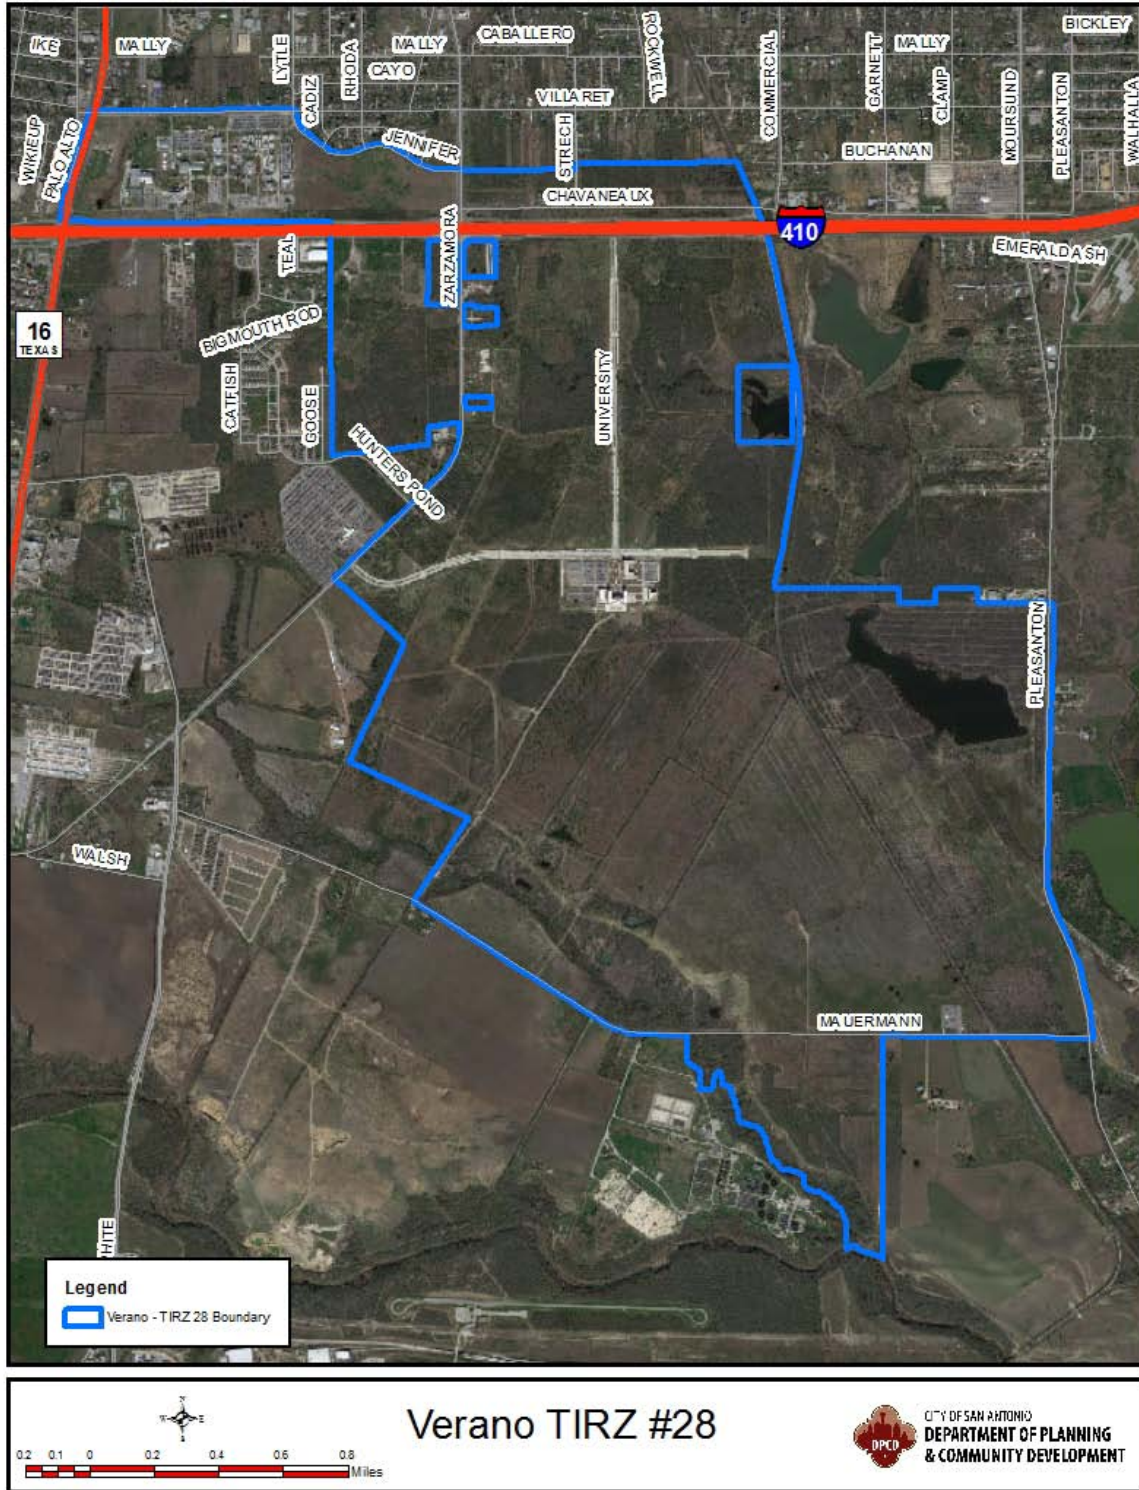 BICKLEY
IKE
MALLY
LYTLE
RHODA
MALLY
CABALLERO
ROCKWELL
COMMERCIAL
GARNETT
MALLY
CAYO
CADIZ
VILLARET
CLAMP
MOURSUND
PLEASANTON
WALHALLA
WIKIEUP
PALO ALTO
JENNIFER
STRECH
BUCHANAN
CHAVANEAUX
410
TEAL
ZARZAMORA
EMERALD ASH
16
TEXAS
BIGMOUTH ROD
CATFISH
GOOSE
UNIVERSITY
HUNTERS POND
PLEASANTON
WALSH
MAUERMANN
HITE
Legend
Verano - TIRZ 28 Boundary
N
W E
S
0.2 0.1 0 0.2 0.4 0.6 0.8
Miles
Verano TIRZ #28
DPCD
CITY OF SAN ANTONIO
DEPARTMENT OF PLANNING
& COMMUNITY DEVELOPMENT